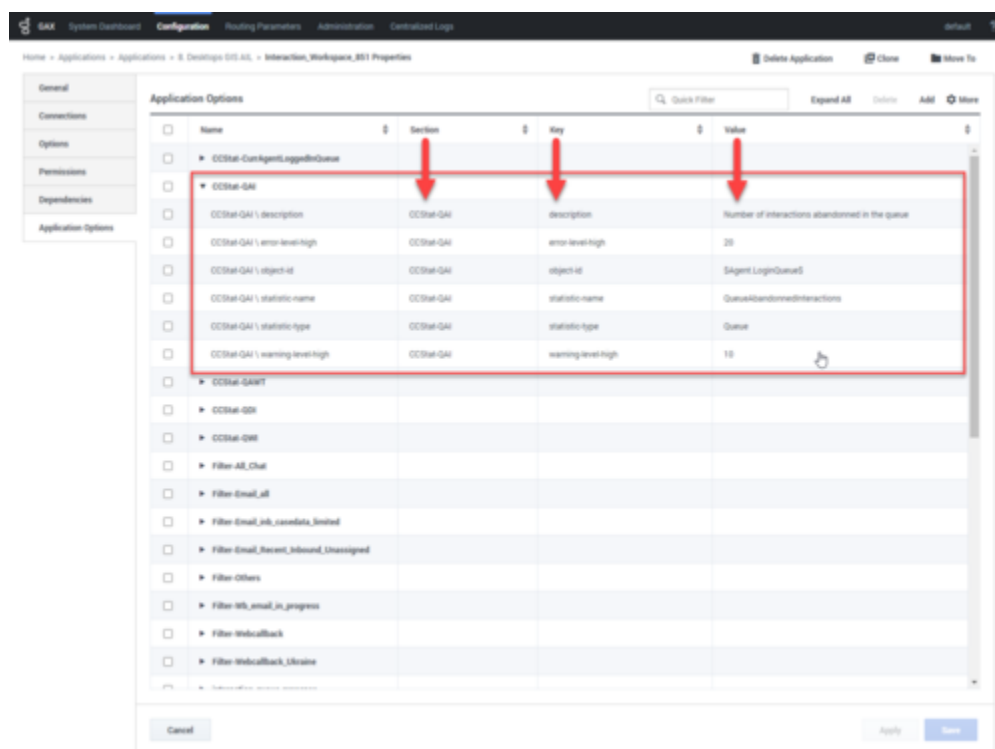 GAX System Dashboard Configuration Routing Parameters Administration Centralized Logs default ?
Home > Applications > Applications > 8. Desktops GIS AIL > Interaction_Workspace_851 Properties Delete Application Clone Move To
General
Connections
Options
Permissions
Dependencies
Application Options
Application Options Quick Filter Expand All Delete Add More
Name Section Key Value
CCStat-CurrAgentLoggedInQueue
CCStat-QAI
CCStat-QAI \ description CCStat-QAI description Number of interactions abandonned in the queue
CCStat-QAI \ error-level-high CCStat-QAI error-level-high 20
CCStat-QAI \ object-id CCStat-QAI object-id $Agent.LoginQueue$
CCStat-QAI \ statistic-name CCStat-QAI statistic-name QueueAbandonnedInteractions
CCStat-QAI \ statistic-type CCStat-QAI statistic-type Queue
CCStat-QAI \ warning-level-high CCStat-QAI warning-level-high 10
CCStat-QAWT
CCStat-QDI
CCStat-QWI
Filter-All_Chat
Filter-Email_all
Filter-Email_inb_casedata_limited
Filter-Email_Recent_Inbound_Unassigned
Filter-Others
Filter-Wb_email_in_progress
Filter-Webcallback
Filter-Webcallback_Ukraine
Cancel Apply Save